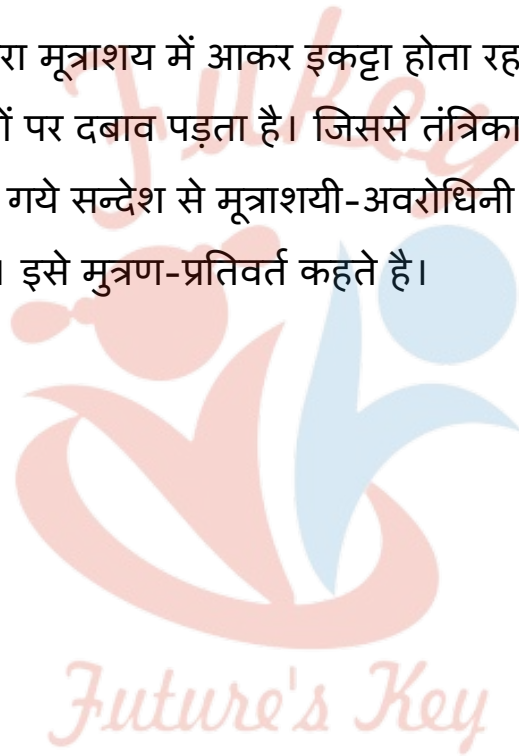 रा मूत्राशय में आकर इकट्टा होता रह
ों पर दबाव पड़ता है। जिससे तंत्रिका
गये सन्देश से मूत्राशयी-अवरोधिनी
। इसे मुत्रण-प्रतिवर्त कहते है।
Fukey
Future's Key